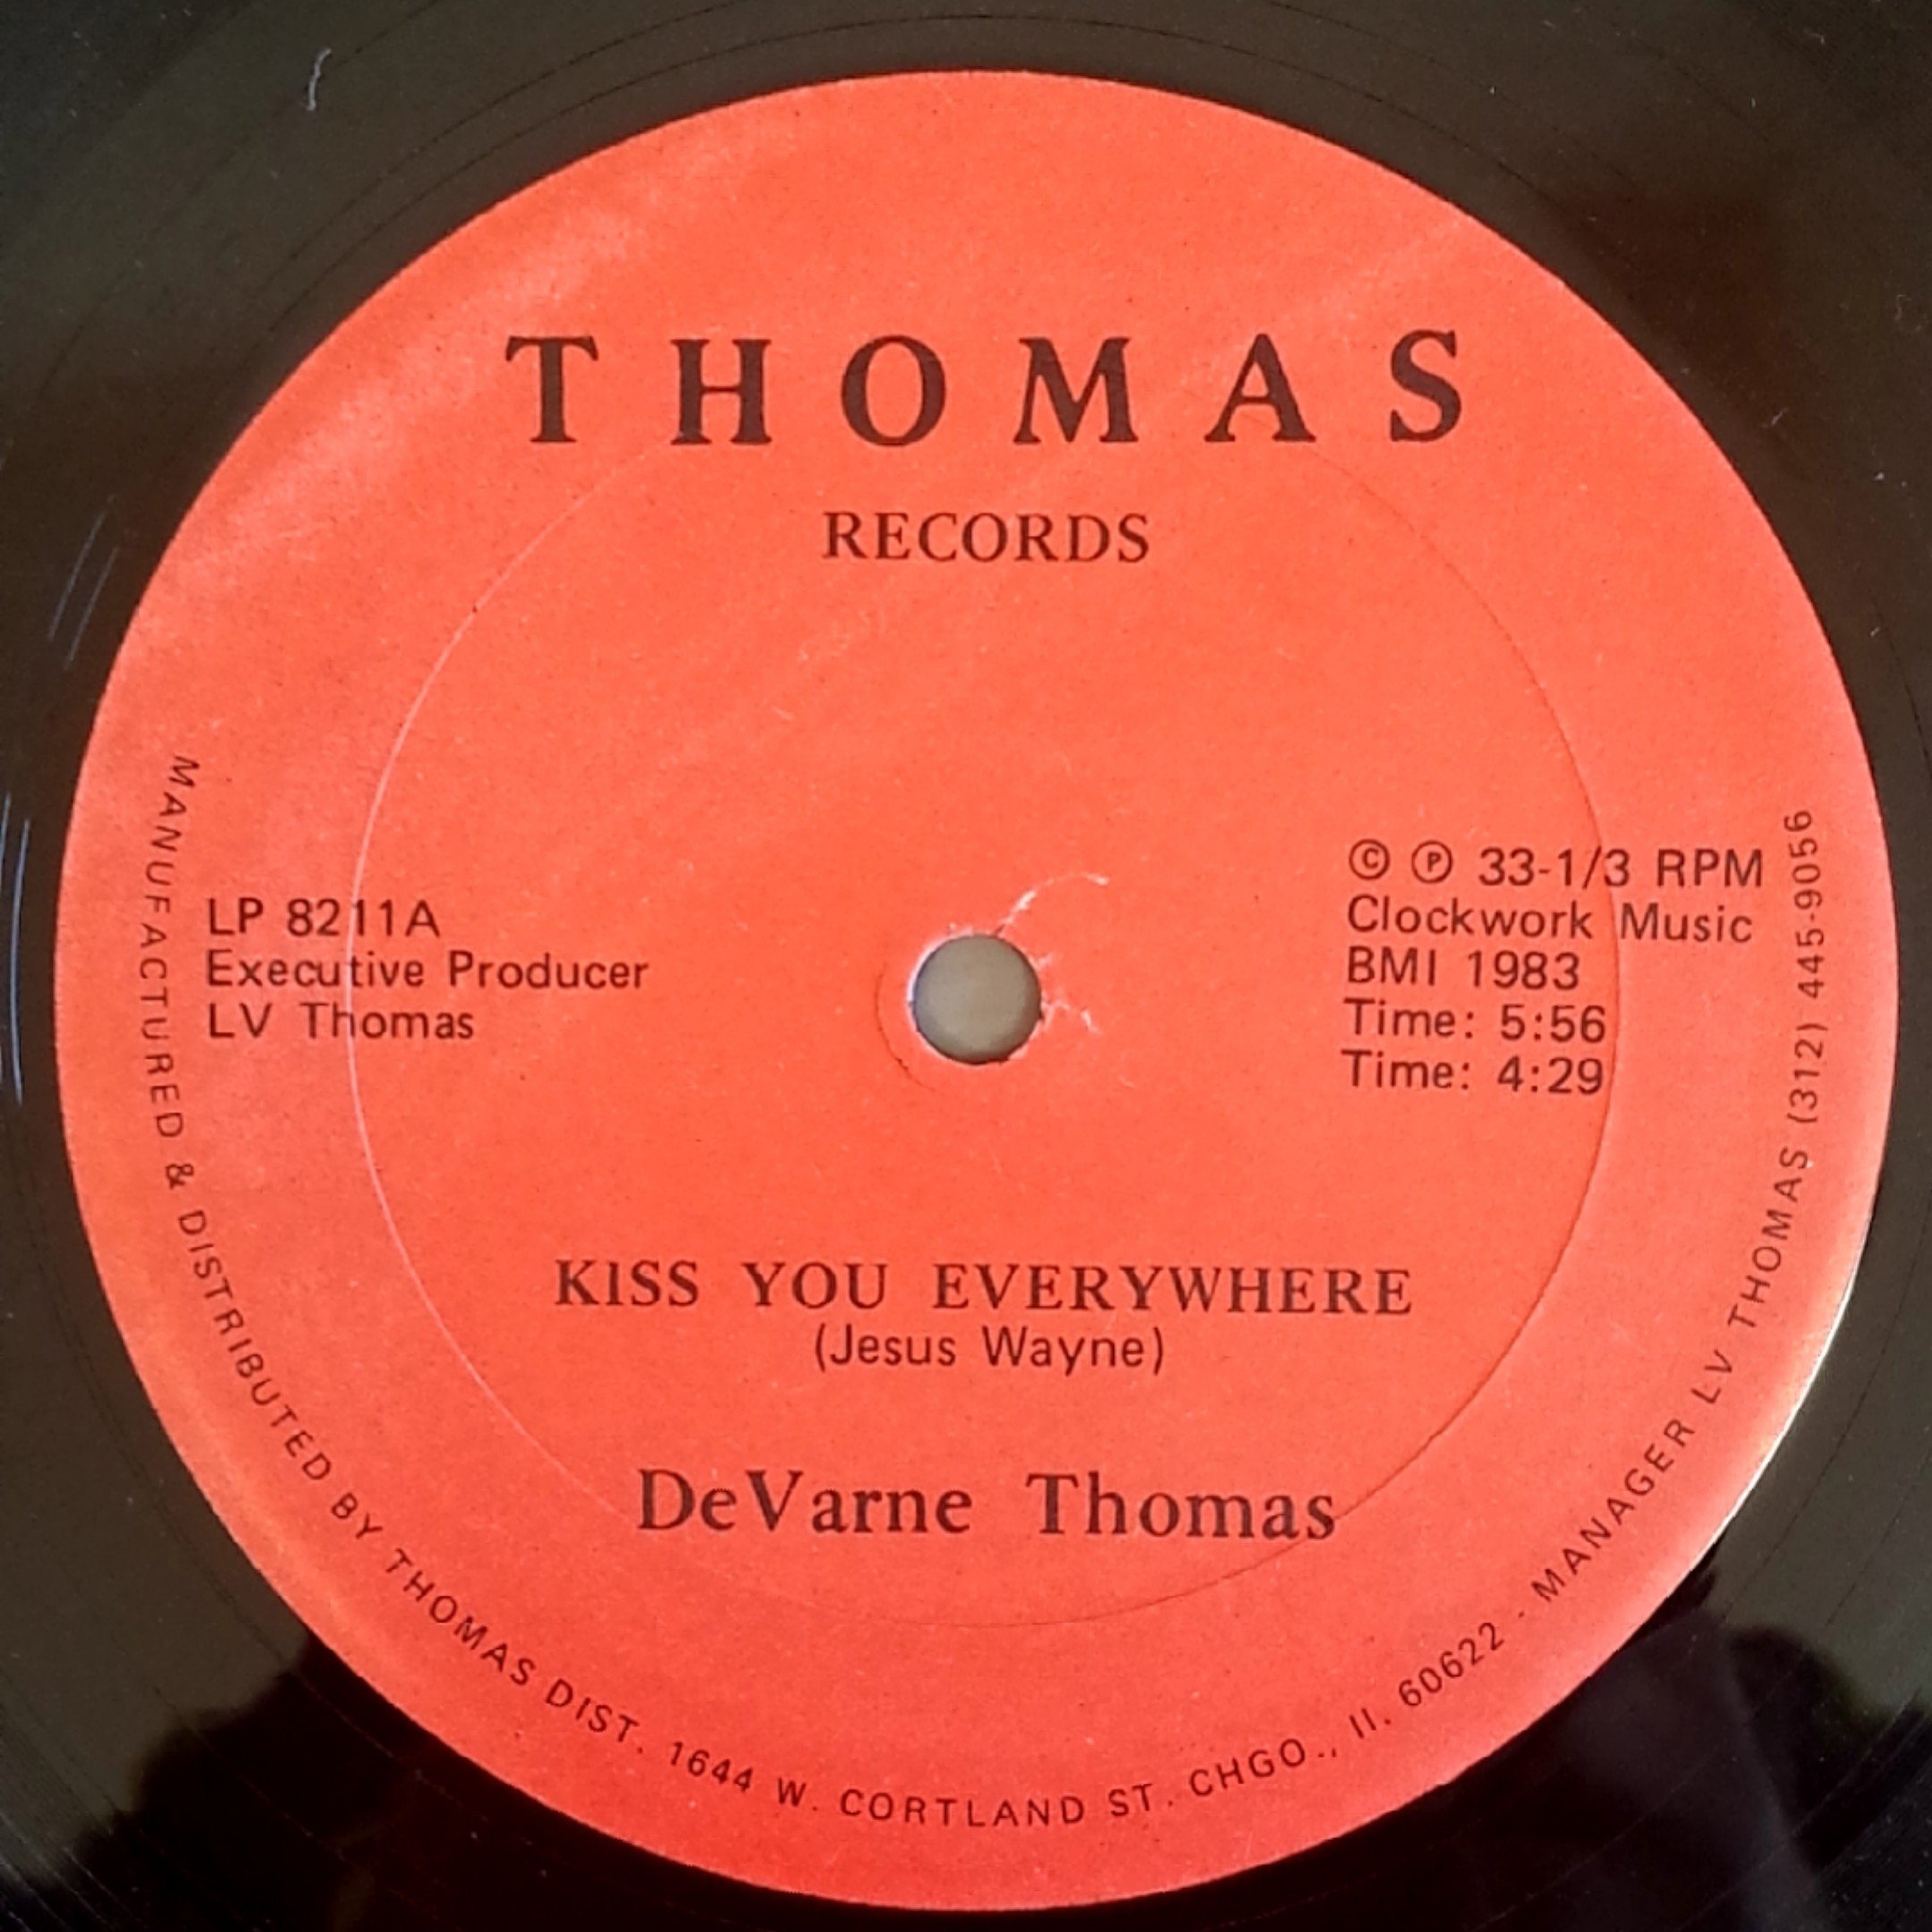 THOMAS
RECORDS
LP 8211A
Executive Producer
LV Thomas
© ℗ 33-1/3 RPM
Clockwork Music
BMI 1983
Time: 5:56
Time: 4:29
KISS YOU EVERYWHERE
(Jesus Wayne)
DeVarne Thomas
MANUFACTURED & DISTRIBUTED BY THOMAS DIST. 1644 W. CORTLAND ST. CHGO., Il. 60622 - MANAGER LV THOMAS (312) 445-9056